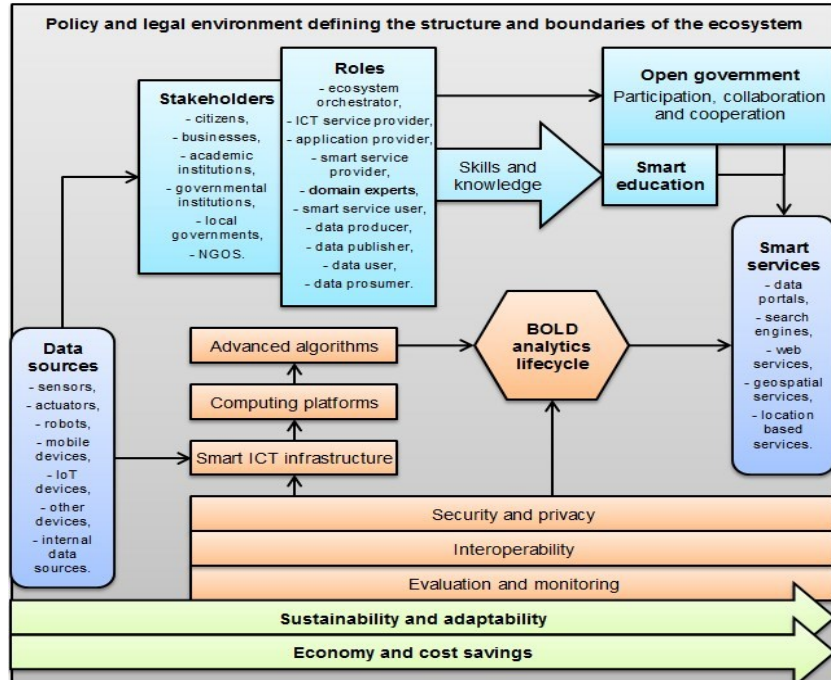 Policy and legal environment defining the structure and boundaries of the ecosystem
Stakeholders
- citizens,
- businesses,
- academic
institutions,
- governmental
institutions,
- local
governments,
- NGOS.
Roles
- ecosystem
orchestrator,
- ICT service provider,
- application provider,
- smart service
provider,
- domain experts,
- smart service user,
- data producer,
- data publisher,
- data user,
- data prosumer.
Skills and
knowledge
Open government
Participation, collaboration
and cooperation
Smart
education
Smart
services
- data
portals,
- search
engines,
- web
services,
- geospatial
services,
- location
based
services.
Data
sources
- sensors,
- actuators,
- robots,
- mobile
devices,
- IoT
devices,
- other
devices,
- internal
data
sources.
Advanced algorithms
Computing platforms
Smart ICT infrastructure
BOLD
analytics
lifecycle
Security and privacy
Interoperability
Evaluation and monitoring
Sustainability and adaptability
Economy and cost savings